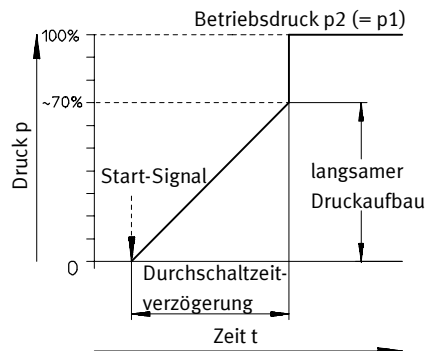 Betriebsdruck p2 (= p1)
100%
~70%
Druck p
Start-Signal
langsamer
Druckaufbau
0
Durchschaltzeit-
verzögerung
Zeit t